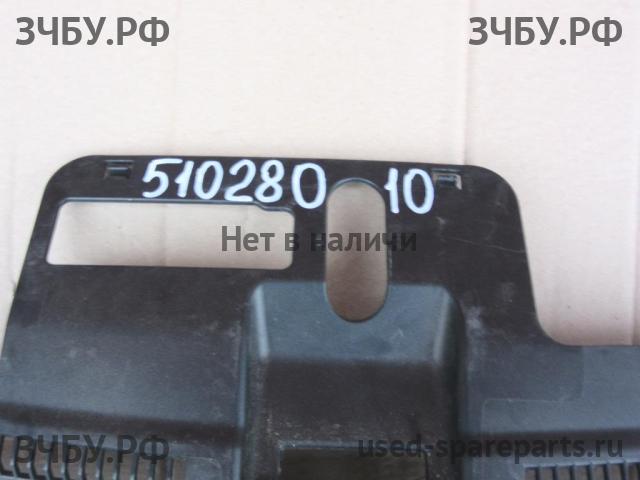 ЗЧБУ.РФ ЗЧБУ.РФ
510280 10
Нет в наличи
ЗЧБУ.РФ used-spareparts.ru